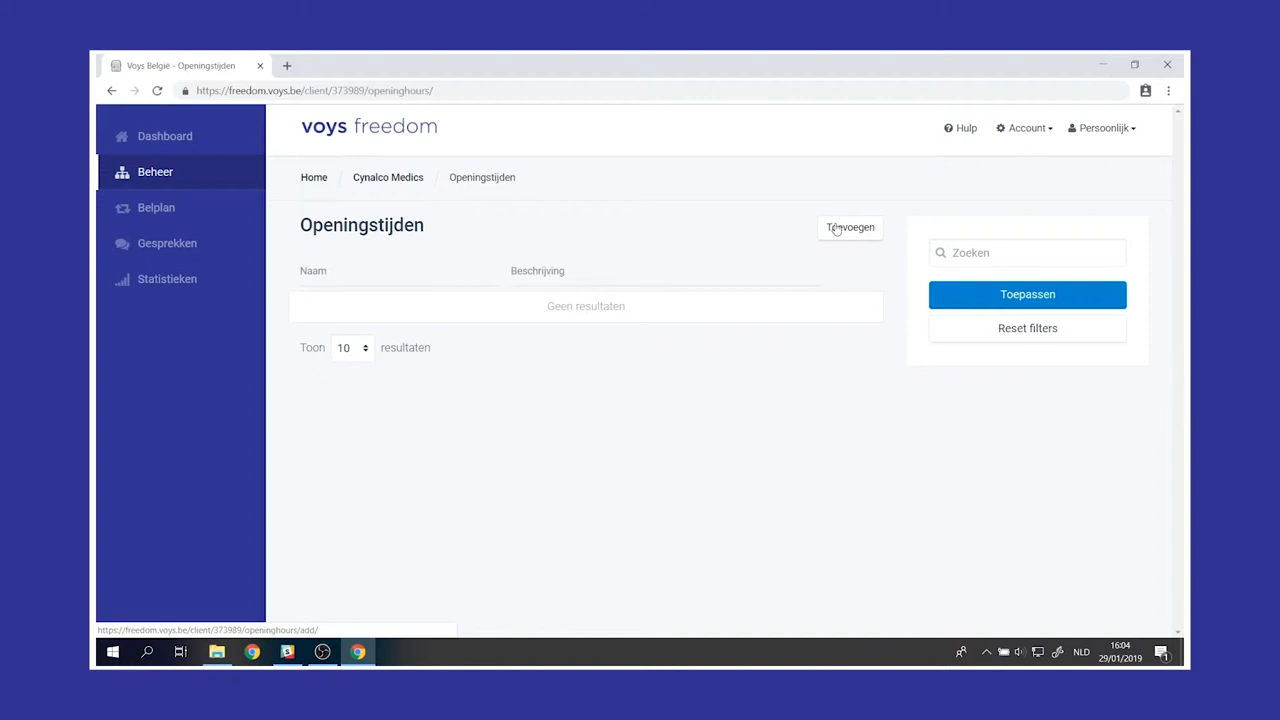 Voys België - Openingstijden
https://freedom.voys.be/client/373989/openinghours/
Dashboard
Beheer
Belplan
Gesprekken
Statistieken
voys freedom
Hulp
Account
Persoonlijk
Home / Cynalco Medics / Openingstijden
Openingstijden
Toevoegen
Naam
Beschrijving
Geen resultaten
Toon 10 resultaten
Zoeken
Toepassen
Reset filters
https://freedom.voys.be/client/373989/openinghours/add/
NLD
16:04
29/01/2019
1